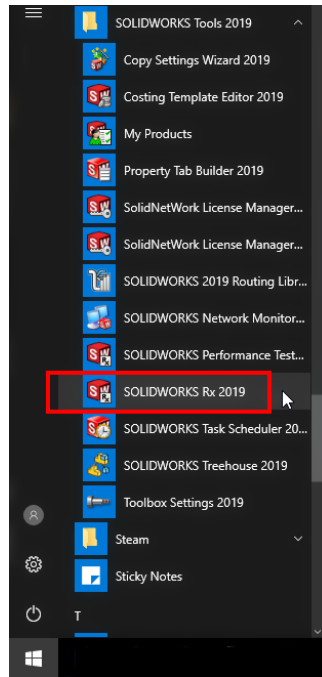 SOLIDWORKS Tools 2019
Copy Settings Wizard 2019
Costing Template Editor 2019
My Products
Property Tab Builder 2019
SolidNetWork License Manager...
SolidNetWork License Manager...
SOLIDWORKS 2019 Routing Libr...
SOLIDWORKS Network Monitor...
SOLIDWORKS Performance Test...
SOLIDWORKS Rx 2019
SOLIDWORKS Task Scheduler 20...
SOLIDWORKS Treehouse 2019
Toolbox Settings 2019
Steam
Sticky Notes
T